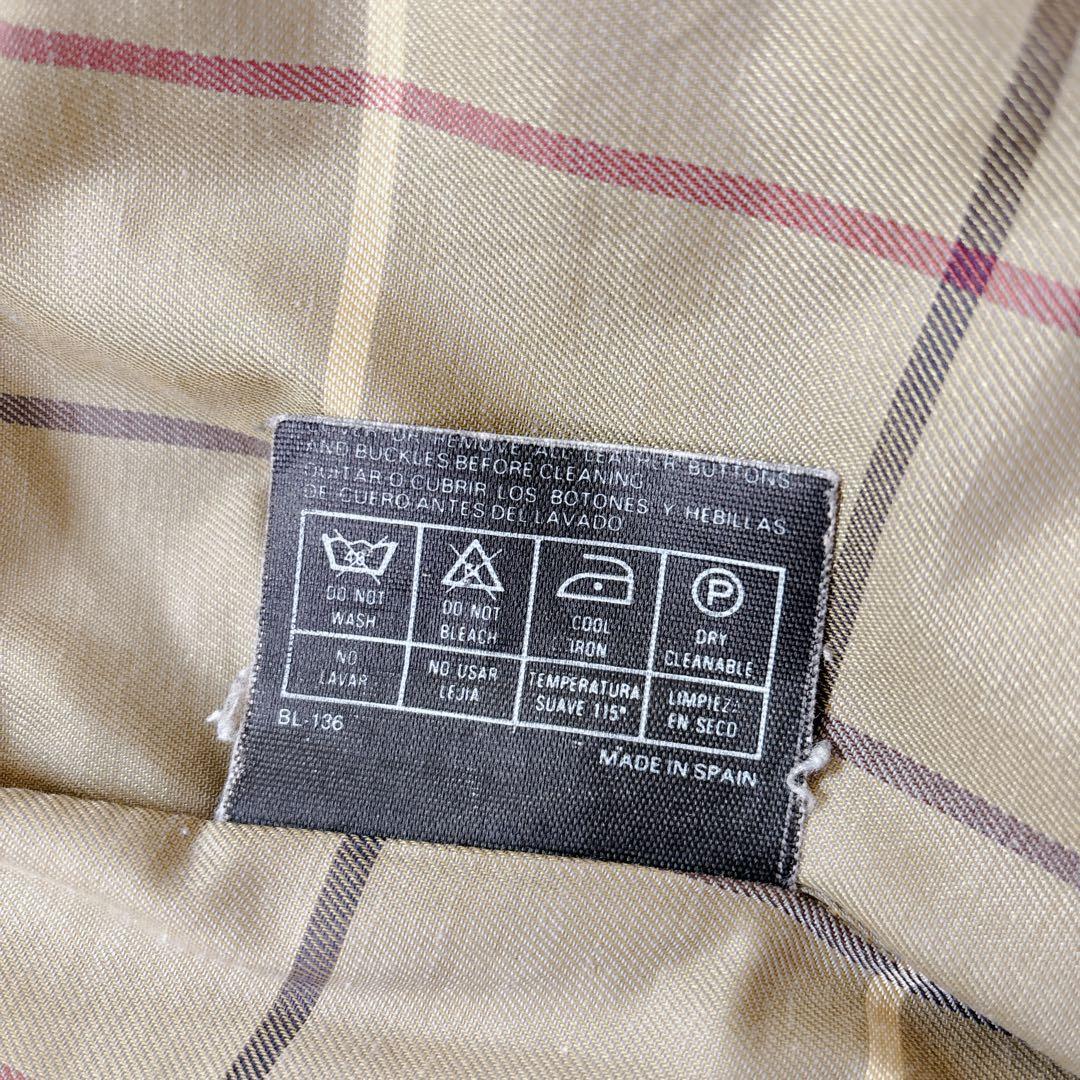 OR REMOVE ALL LEATHER BUTTONS
AND BUCKLES BEFORE CLEANING
QUITAR O CUBRIR LOS BOTONES Y HEBILLAS
DE CUERO ANTES DEL LAVADO
DO NOT
WASH
DO NOT
BLEACH
COOL
IRON
P
DRY
CLEANABLE
NO
LAVAR
NO USAR
LEJIA
TEMPERATURA
SUAVE 115°
LIMPIEZ
EN SECO
BL-136
MADE IN SPAIN